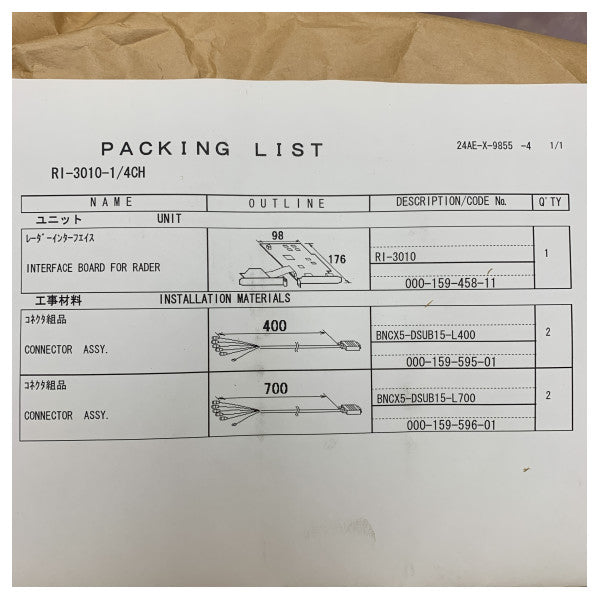 PACKING LIST
24AE-X-9855 -4 1/1
RI-3010-1/4CH
NAME OUTLINE DESCRIPTION/CODE No. Q'TY
ユニット UNIT
ﾚｰﾀﾞｰｲﾝﾀｰﾌｪｲｽ
INTERFACE BOARD FOR RADER
98
176
RI-3010
000-159-458-11
1
工事材料 INSTALLATION MATERIALS
ｺﾈｸﾀ組品
CONNECTOR ASSY.
400
BNCX5-DSUB15-L400
000-159-595-01
2
ｺﾈｸﾀ組品
CONNECTOR ASSY.
700
BNCX5-DSUB15-L700
000-159-596-01
2